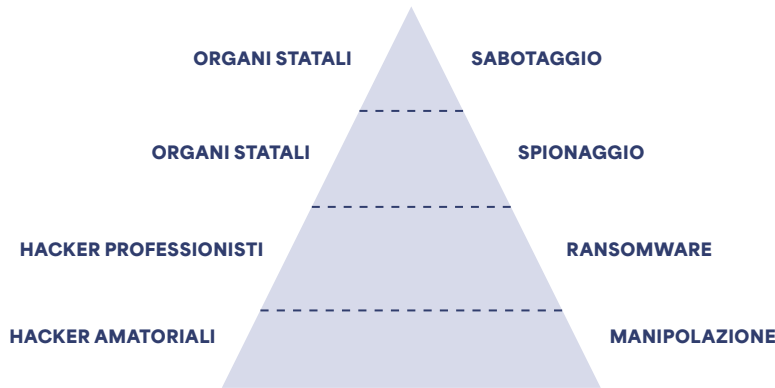 ORGANI STATALI
SABOTAGGIO
ORGANI STATALI
SPIONAGGIO
HACKER PROFESSIONISTI
RANSOMWARE
HACKER AMATORIALI
MANIPOLAZIONE